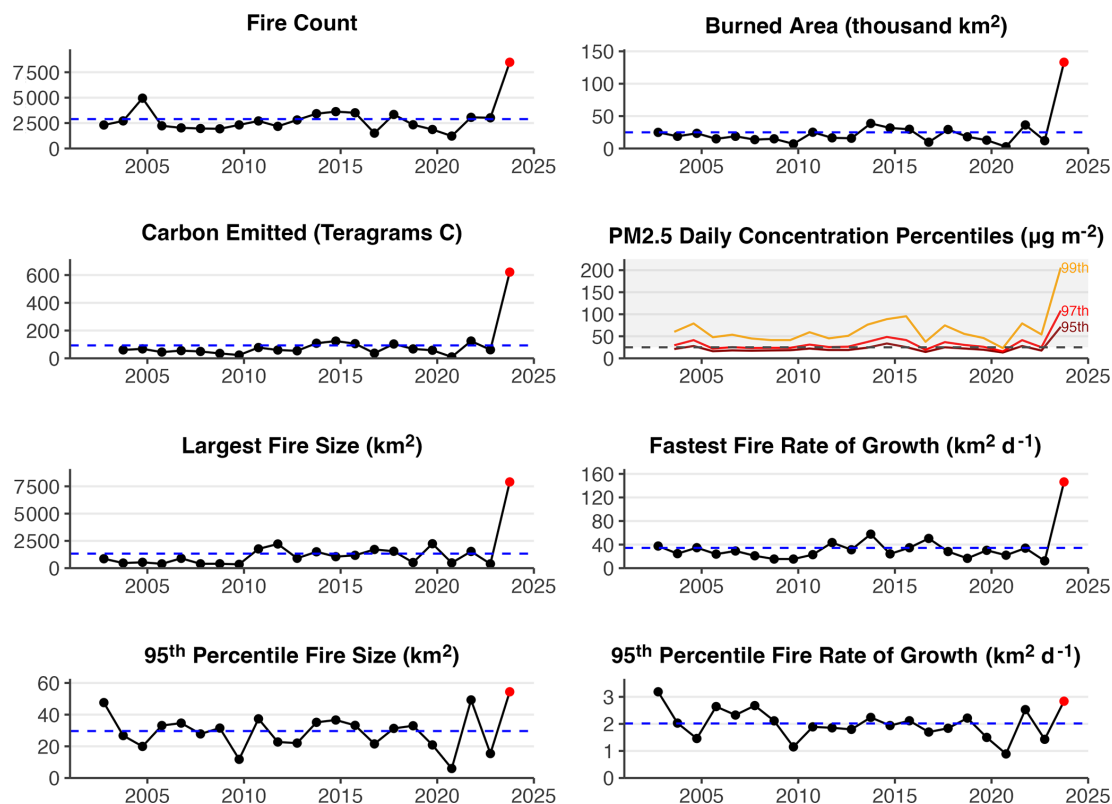 Fire Count
7500
5000
2500
0
2005 2010 2015 2020 2025
Burned Area (thousand km²)
150
100
50
0
2005 2010 2015 2020 2025
Carbon Emitted (Teragrams C)
600
400
200
0
2005 2010 2015 2020 2025
PM2.5 Daily Concentration Percentiles (µg m⁻²)
200
150
100
50
0
99th
97th
95th
2005 2010 2015 2020 2025
Largest Fire Size (km²)
7500
5000
2500
0
2005 2010 2015 2020 2025
Fastest Fire Rate of Growth (km² d⁻¹)
160
120
80
40
0
2005 2010 2015 2020 2025
95ᵗʰ Percentile Fire Size (km²)
60
40
20
0
2005 2010 2015 2020 2025
95ᵗʰ Percentile Fire Rate of Growth (km² d⁻¹)
3
2
1
0
2005 2010 2015 2020 2025